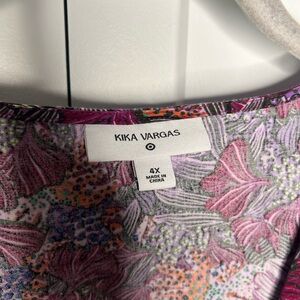 KIKA VARGAS
4X
MADE IN
CHINA